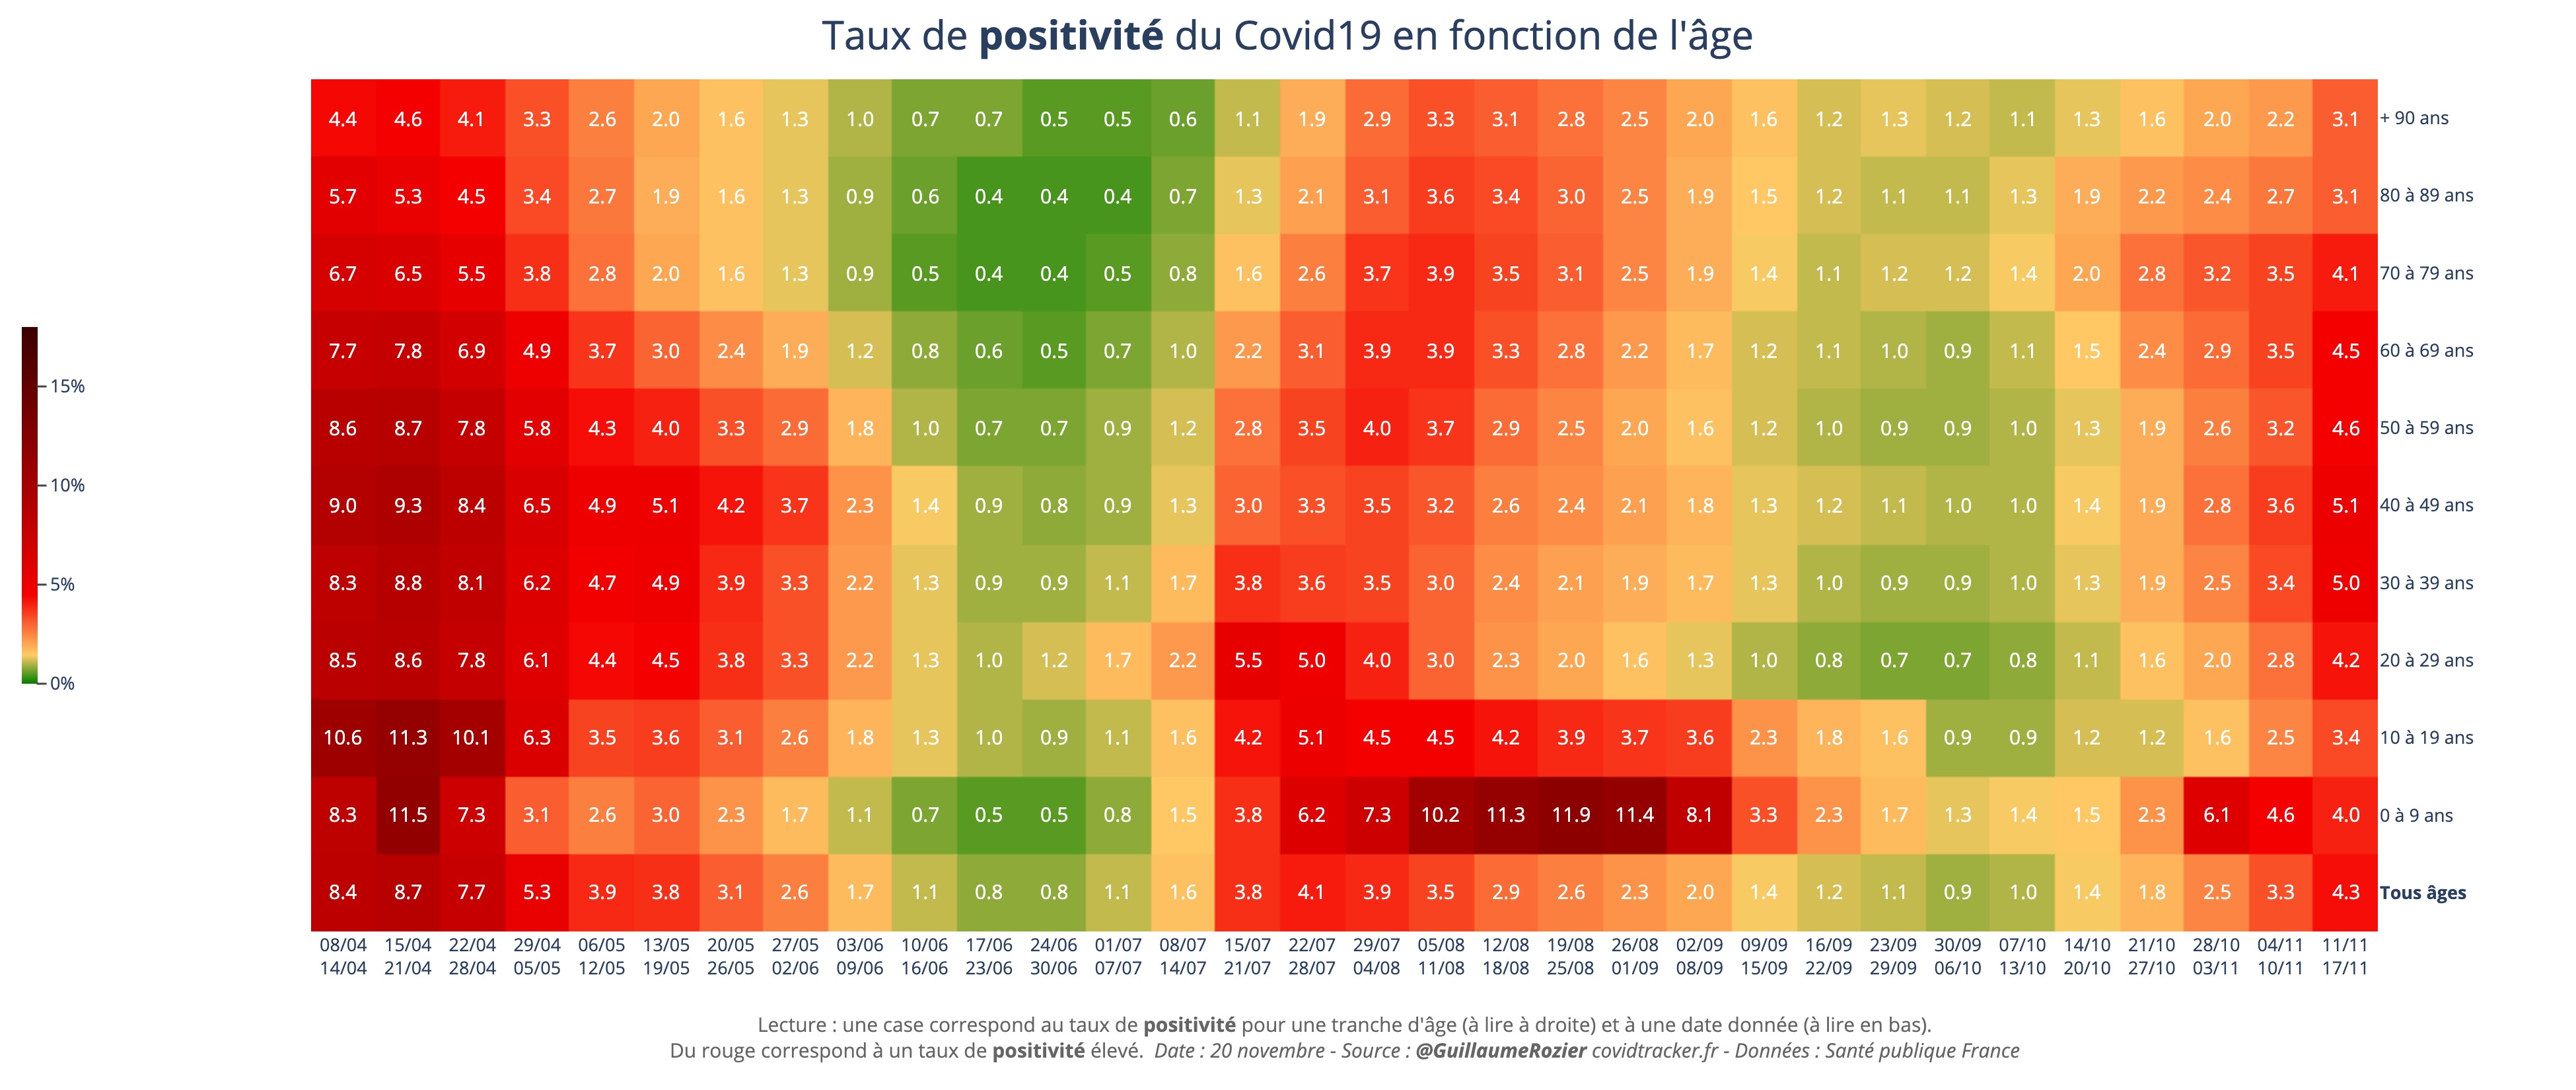 Taux de positivité du Covid19 en fonction de l'âge
4.4 4.6 4.1 3.3 2.6 2.0 1.6 1.3 1.0 0.7 0.7 0.5 0.5 0.6 1.1 1.9 2.9 3.3 3.1 2.8 2.5 2.0 1.6 1.2 1.3 1.2 1.1 1.3 1.6 2.0 2.2 3.1 + 90 ans
5.7 5.3 4.5 3.4 2.7 1.9 1.6 1.3 0.9 0.6 0.4 0.4 0.4 0.7 1.3 2.1 3.1 3.6 3.4 3.0 2.5 1.9 1.5 1.2 1.1 1.1 1.3 1.9 2.2 2.4 2.7 3.1 80 à 89 ans
6.7 6.5 5.5 3.8 2.8 2.0 1.6 1.3 0.9 0.5 0.4 0.4 0.5 0.8 1.6 2.6 3.7 3.9 3.5 3.1 2.5 1.9 1.4 1.1 1.2 1.2 1.4 2.0 2.8 3.2 3.5 4.1 70 à 79 ans
7.7 7.8 6.9 4.9 3.7 3.0 2.4 1.9 1.2 0.8 0.6 0.5 0.7 1.0 2.2 3.1 3.9 3.9 3.3 2.8 2.2 1.7 1.2 1.1 1.0 0.9 1.1 1.5 2.4 2.9 3.5 4.5 60 à 69 ans
15%
8.6 8.7 7.8 5.8 4.3 4.0 3.3 2.9 1.8 1.0 0.7 0.7 0.9 1.2 2.8 3.5 4.0 3.7 2.9 2.5 2.0 1.6 1.2 1.0 0.9 0.9 1.0 1.3 1.9 2.6 3.2 4.6 50 à 59 ans
10%
9.0 9.3 8.4 6.5 4.9 5.1 4.2 3.7 2.3 1.4 0.9 0.8 0.9 1.3 3.0 3.3 3.5 3.2 2.6 2.4 2.1 1.8 1.3 1.2 1.1 1.0 1.0 1.4 1.9 2.8 3.6 5.1 40 à 49 ans
5%
8.3 8.8 8.1 6.2 4.7 4.9 3.9 3.3 2.2 1.3 0.9 0.9 1.1 1.7 3.8 3.6 3.5 3.0 2.4 2.1 1.9 1.7 1.3 1.0 0.9 0.9 1.0 1.3 1.9 2.5 3.4 5.0 30 à 39 ans
8.5 8.6 7.8 6.1 4.4 4.5 3.8 3.3 2.2 1.3 1.0 1.2 1.7 2.2 5.5 5.0 4.0 3.0 2.3 2.0 1.6 1.3 1.0 0.8 0.7 0.7 0.8 1.1 1.6 2.0 2.8 4.2 20 à 29 ans
0%
10.6 11.3 10.1 6.3 3.5 3.6 3.1 2.6 1.8 1.3 1.0 0.9 1.1 1.6 4.2 5.1 4.5 4.5 4.2 3.9 3.7 3.6 2.3 1.8 1.6 0.9 0.9 1.2 1.2 1.6 2.5 3.4 10 à 19 ans
8.3 11.5 7.3 3.1 2.6 3.0 2.3 1.7 1.1 0.7 0.5 0.5 0.8 1.5 3.8 6.2 7.3 10.2 11.3 11.9 11.4 8.1 3.3 2.3 1.7 1.3 1.4 1.5 2.3 6.1 4.6 4.0 0 à 9 ans
8.4 8.7 7.7 5.3 3.9 3.8 3.1 2.6 1.7 1.1 0.8 0.8 1.1 1.6 3.8 4.1 3.9 3.5 2.9 2.6 2.3 2.0 1.4 1.2 1.1 0.9 1.0 1.4 1.8 2.5 3.3 4.3 Tous âges
08/04 15/04 22/04 29/04 06/05 13/05 20/05 27/05 03/06 10/06 17/06 24/06 01/07 08/07 15/07 22/07 29/07 05/08 12/08 19/08 26/08 02/09 09/09 16/09 23/09 30/09 07/10 14/10 21/10 28/10 04/11 11/11
14/04 21/04 28/04 05/05 12/05 19/05 26/05 02/06 09/06 16/06 23/06 30/06 07/07 14/07 21/07 28/07 04/08 11/08 18/08 25/08 01/09 08/09 15/09 22/09 29/09 06/10 13/10 20/10 27/10 03/11 10/11 17/11
Lecture : une case correspond au taux de positivité pour une tranche d'âge (à lire à droite) et à une date donnée (à lire en bas).
Du rouge correspond à un taux de positivité élevé. Date : 20 novembre - Source : @GuillaumeRozier covidtracker.fr - Données : Santé publique France